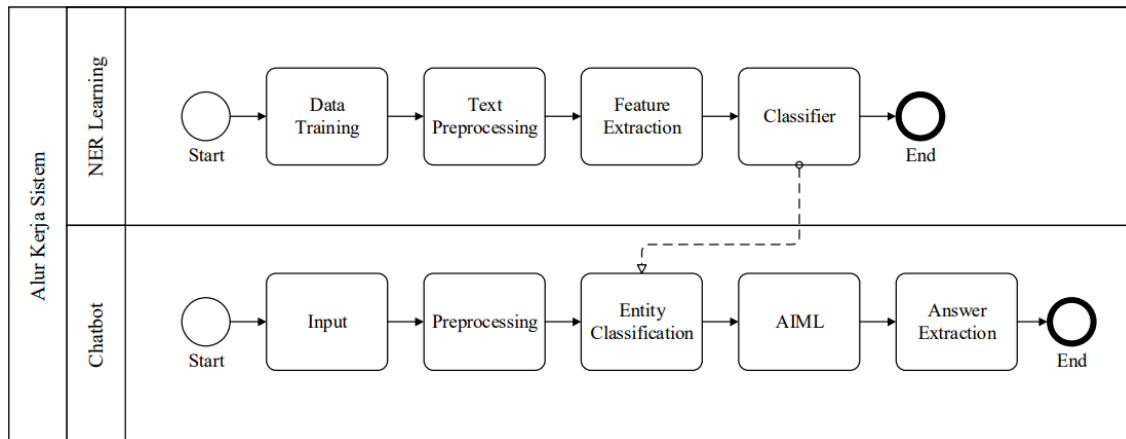 Alur Kerja Sistem
NER Learning
Start
Data
Training
Text
Preprocessing
Feature
Extraction
Classifier
End
Chatbot
Start
Input
Preprocessing
Entity
Classification
AIML
Answer
Extraction
End